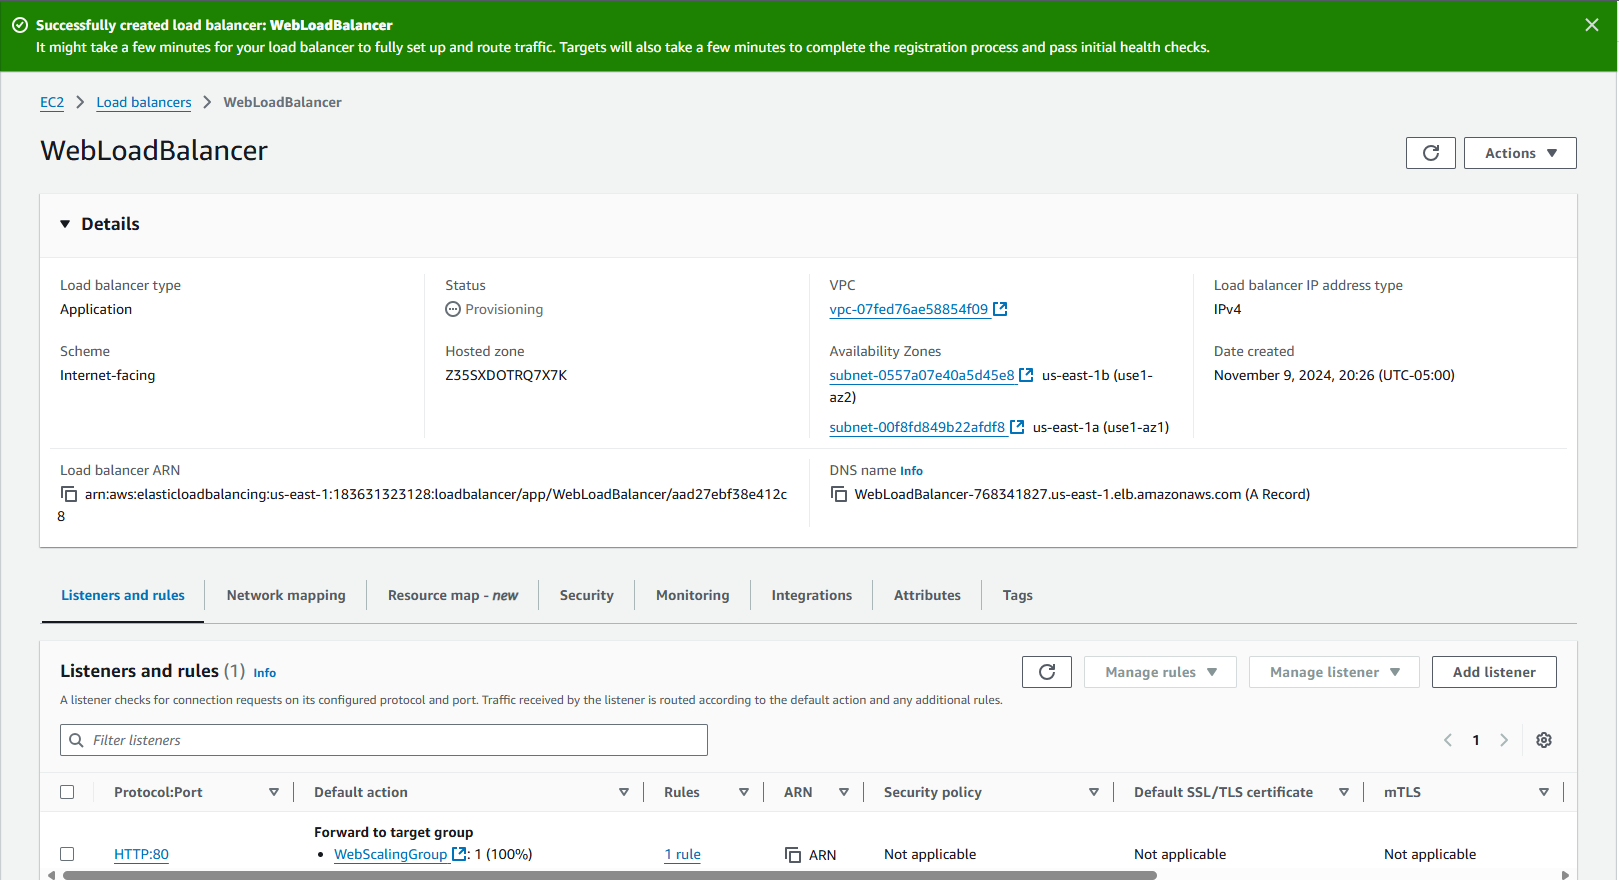 Successfully created load balancer: WebLoadBalancer
It might take a few minutes for your load balancer to fully set up and route traffic. Targets will also take a few minutes to complete the registration process and pass initial health checks.
EC2 > Load balancers > WebLoadBalancer
WebLoadBalancer
Actions
Details
Load balancer type
Application
Status
Provisioning
VPC
vpc-07fed76ae58854f09
Load balancer IP address type
IPv4
Scheme
Internet-facing
Hosted zone
Z35SXDOTRQ7X7K
Availability Zones
subnet-0557a07e40a5d45e8 us-east-1b (use1-
az2)
subnet-00f8fd849b22afdf8 us-east-1a (use1-az1)
Date created
November 9, 2024, 20:26 (UTC-05:00)
Load balancer ARN
arn:aws:elasticloadbalancing:us-east-1:183631323128:loadbalancer/app/WebLoadBalancer/aad27ebf38e412c
8
DNS name Info
WebLoadBalancer-768341827.us-east-1.elb.amazonaws.com (A Record)
Listeners and rules Network mapping Resource map - new Security Monitoring Integrations Attributes Tags
Listeners and rules (1) Info
Manage rules Manage listener Add listener
A listener checks for connection requests on its configured protocol and port. Traffic received by the listener is routed according to the default action and any additional rules.
Filter listeners
1
Protocol:Port Default action Rules ARN Security policy Default SSL/TLS certificate mTLS
Forward to target group
HTTP:80 • WebScalingGroup : 1 (100%) 1 rule ARN Not applicable Not applicable Not applicable